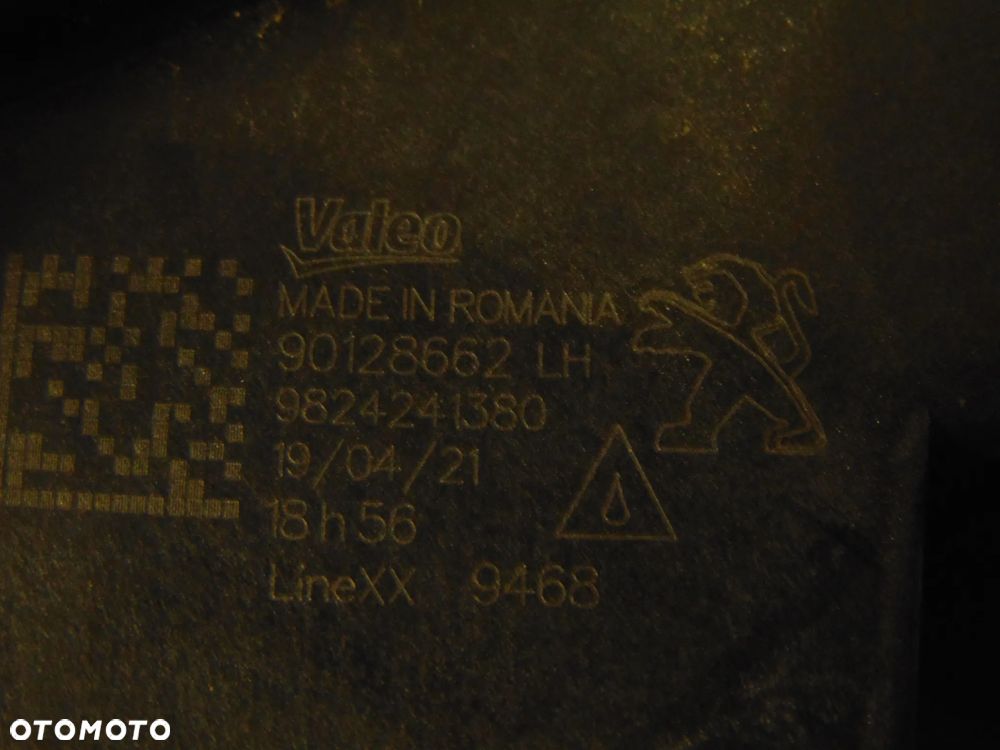 Valeo
MADE IN ROMANIA
90128662 LH
9824241380
19/04/21
18 h 56
LineXX 9468
OTOMOTO